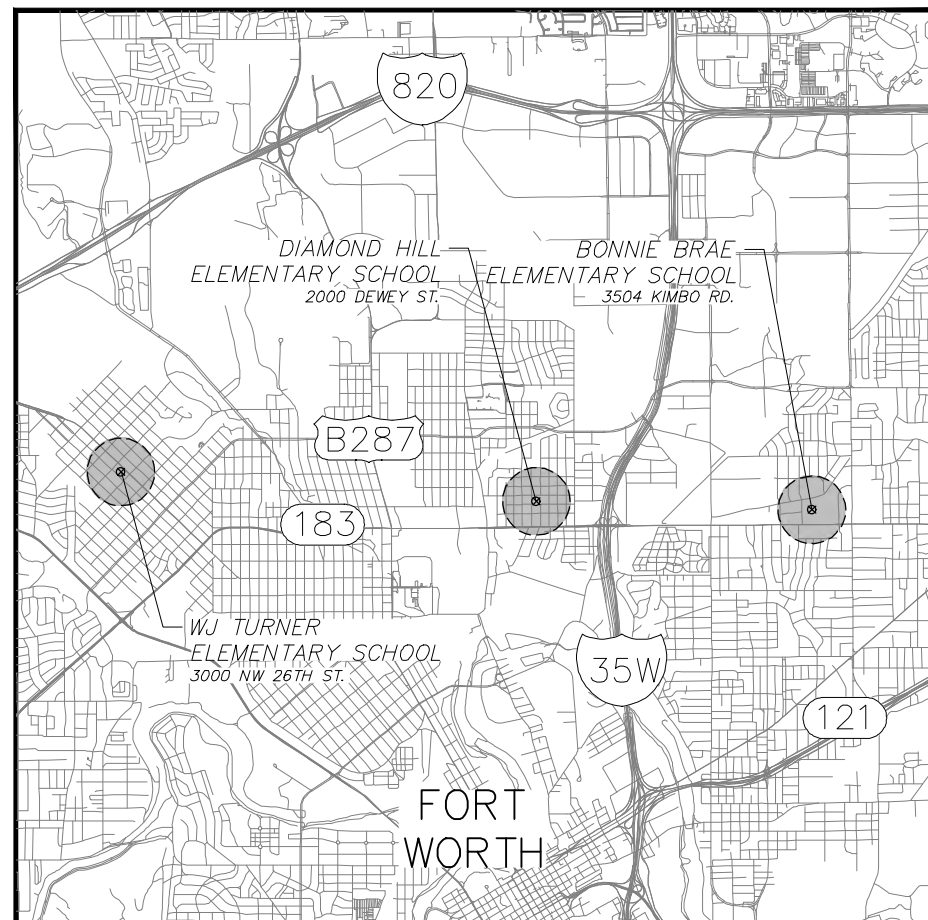 820
DIAMOND HILL
ELEMENTARY SCHOOL
2000 DEWEY ST.
BONNIE BRAE
ELEMENTARY SCHOOL
3504 KIMBO RD.
B287
183
WJ TURNER
ELEMENTARY SCHOOL
3000 NW 26TH ST.
35W
121
FORT
WORTH